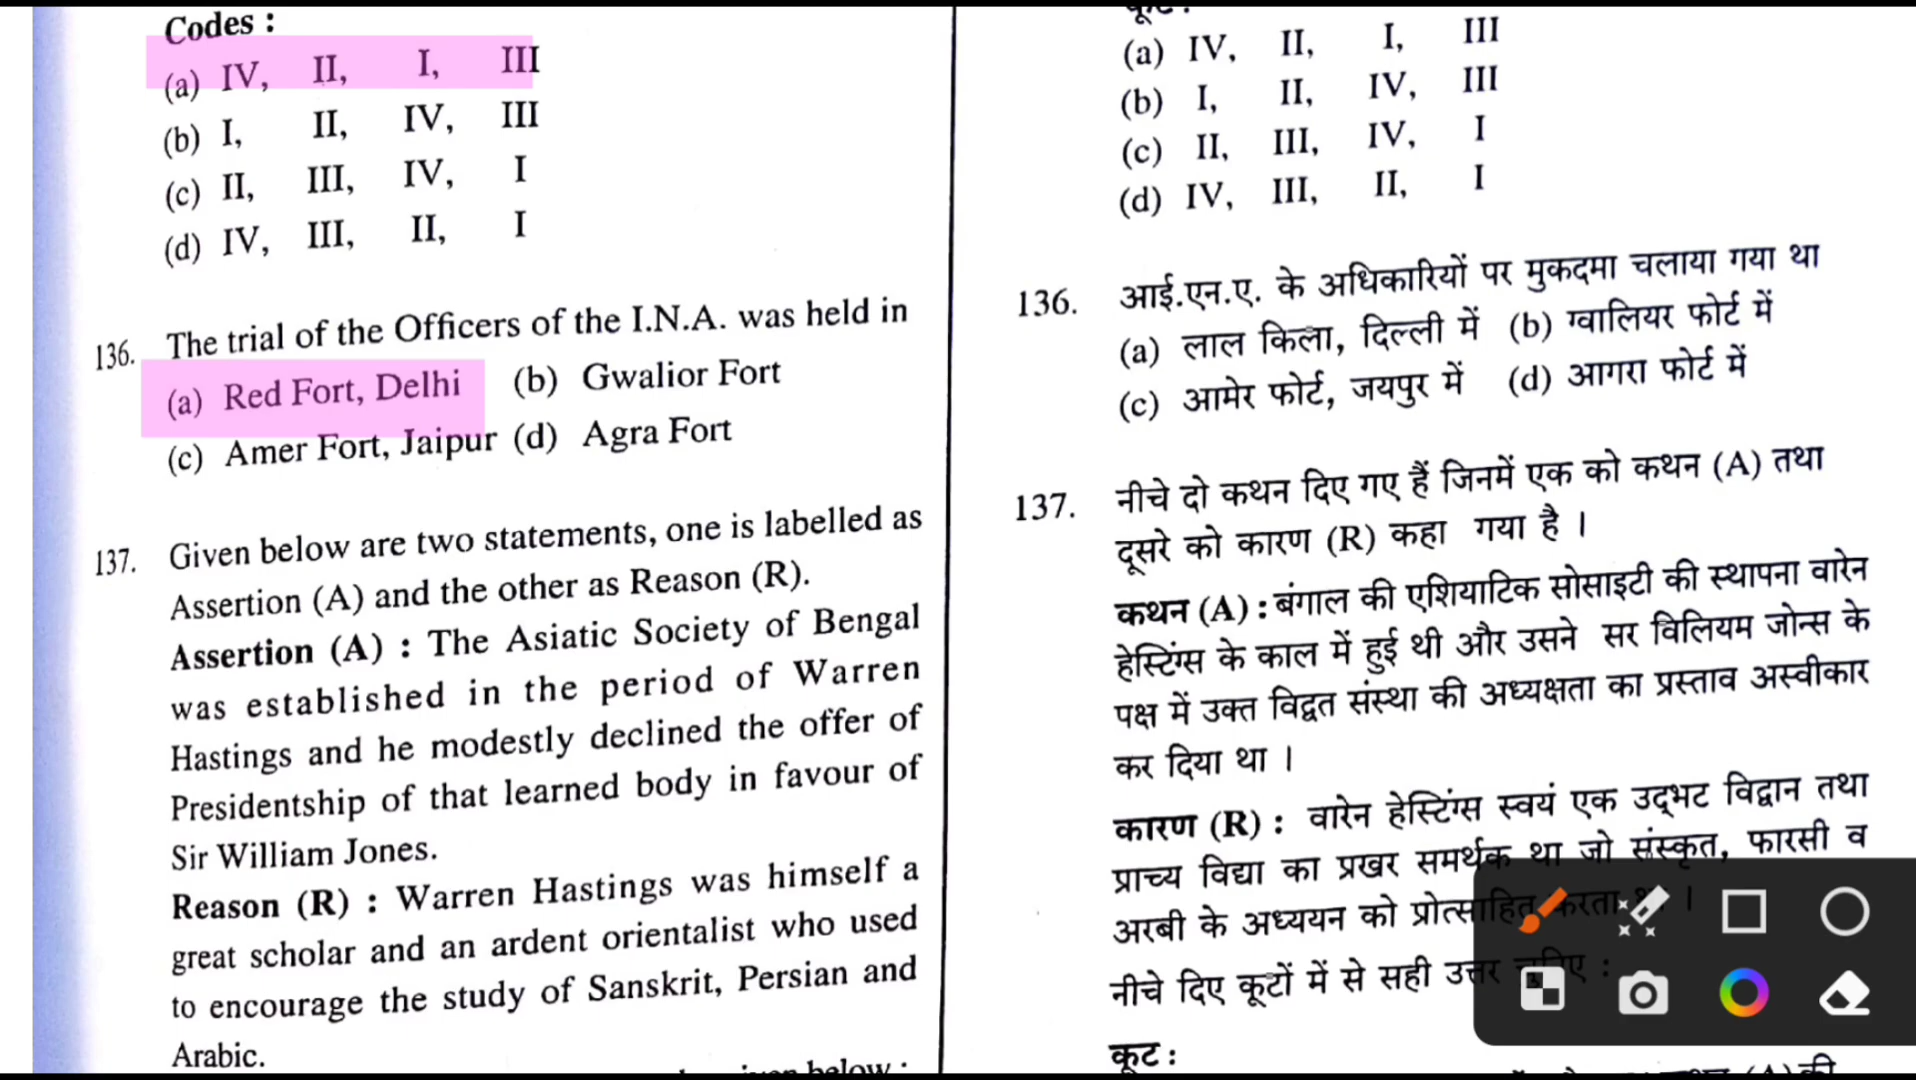 Codes :
(a) IV, II, I, III
(b) I, II, IV, III
(c) II, III, IV, I
(d) IV, III, II, I
136. The trial of the Officers of the I.N.A. was held in
(a) Red Fort, Delhi (b) Gwalior Fort
(c) Amer Fort, Jaipur (d) Agra Fort
137. Given below are two statements, one is labelled as
Assertion (A) and the other as Reason (R).
Assertion (A) : The Asiatic Society of Bengal
was established in the period of Warren
Hastings and he modestly declined the offer of
Presidentship of that learned body in favour of
Sir William Jones.
Reason (R) : Warren Hastings was himself a
great scholar and an ardent orientalist who used
to encourage the study of Sanskrit, Persian and
Arabic.
below :
(a) IV, II, I, III
(b) I, II, IV, III
(c) II, III, IV, I
(d) IV, III, II, I
136. आई.एन.ए. के अधिकारियों पर मुकदमा चलाया गया था
(a) लाल किला, दिल्ली में (b) ग्वालियर फोर्ट में
(c) आमेर फोर्ट, जयपुर में (d) आगरा फोर्ट में
137. नीचे दो कथन दिए गए हैं जिनमें एक को कथन (A) तथा
दूसरे को कारण (R) कहा गया है ।
कथन (A) : बंगाल की एशियाटिक सोसाइटी की स्थापना वारेन
हेस्टिंग्स के काल में हुई थी और उसने सर विलियम जोन्स के
पक्ष में उक्त विद्वत संस्था की अध्यक्षता का प्रस्ताव अस्वीकार
कर दिया था ।
कारण (R) : वारेन हेस्टिंग्स स्वयं एक उद्भट विद्वान तथा
प्राच्य विद्या का प्रखर समर्थक था जो संस्कृत, फारसी व
अरबी के अध्ययन को प्रोत्साहित करता था ।
नीचे दिए कूटों में से सही उत्तर चुनिए :
कूट :